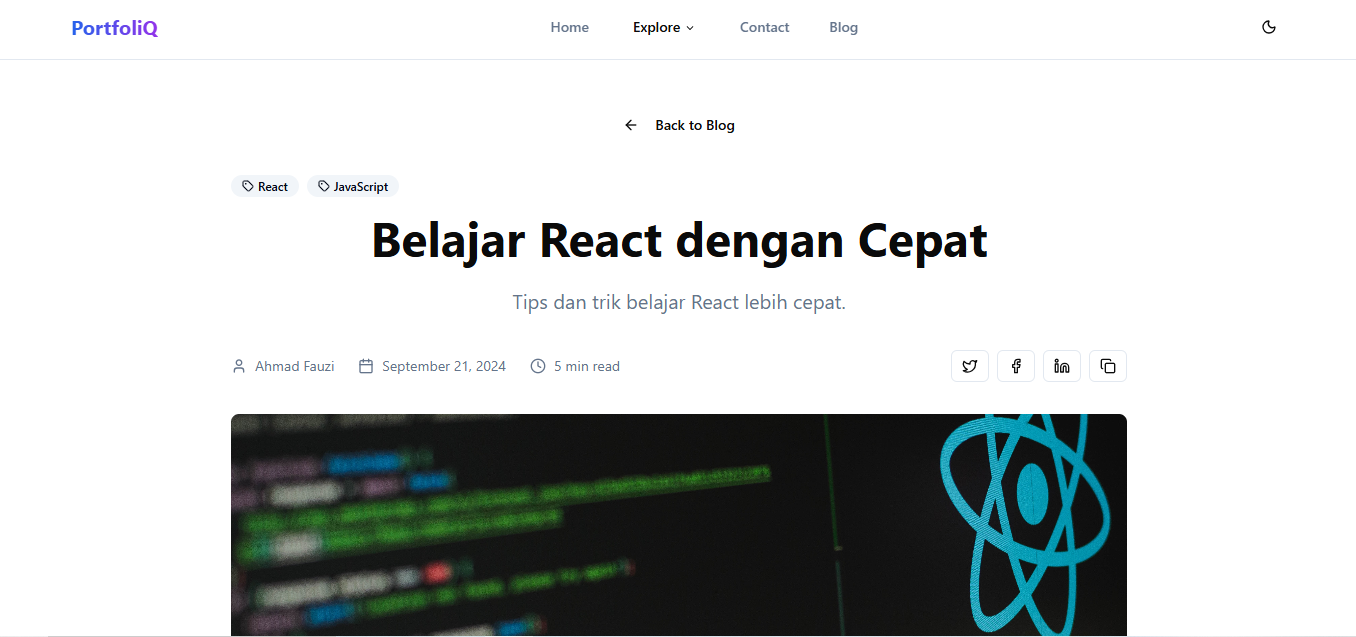 PortfoliQ Home Explore Contact Blog
Back to Blog
React JavaScript
Belajar React dengan Cepat
Tips dan trik belajar React lebih cepat.
Ahmad Fauzi September 21, 2024 5 min read